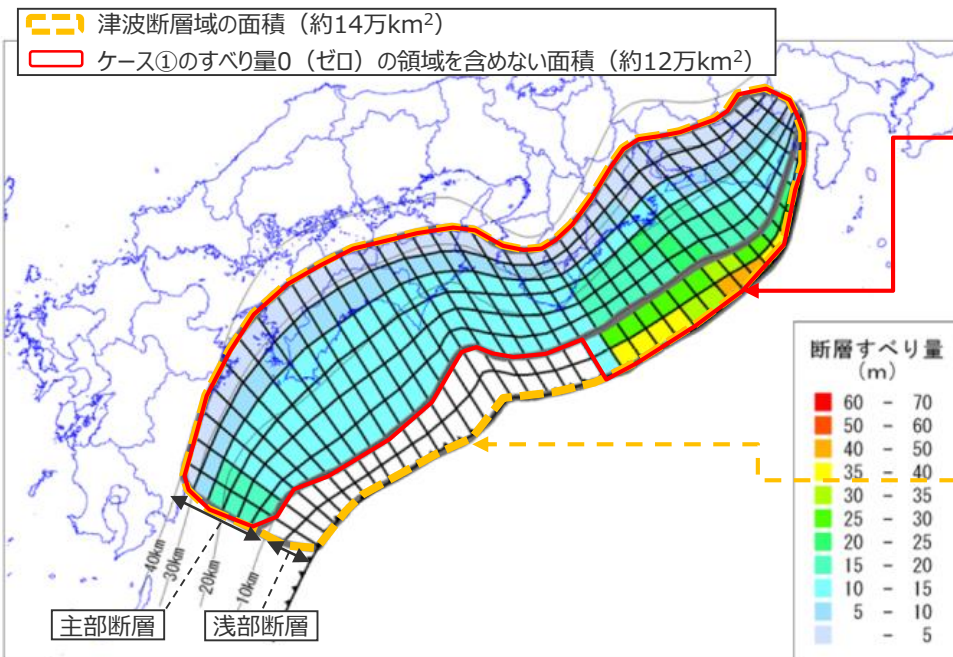 津波断層域の面積（約14万km²）
ケース①のすべり量0（ゼロ）の領域を含めない面積（約12万km²）
断層すべり量
（m）
60 － 70
50 － 60
40 － 50
35 － 40
30 － 35
25 － 30
20 － 25
15 － 20
10 － 15
5 － 10
－ 5
40km
30km
20km
10km
主部断層
浅部断層